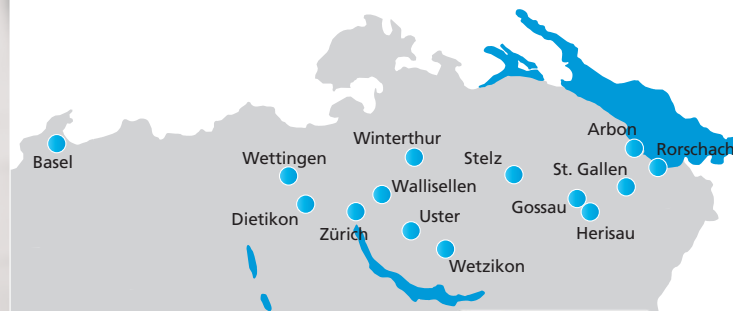 Arbon
Winterthur
Rorschach
Basel
Wettingen
Stelz
St. Gallen
Wallisellen
Dietikon
Uster
Gossau
Zürich
Herisau
Wetzikon